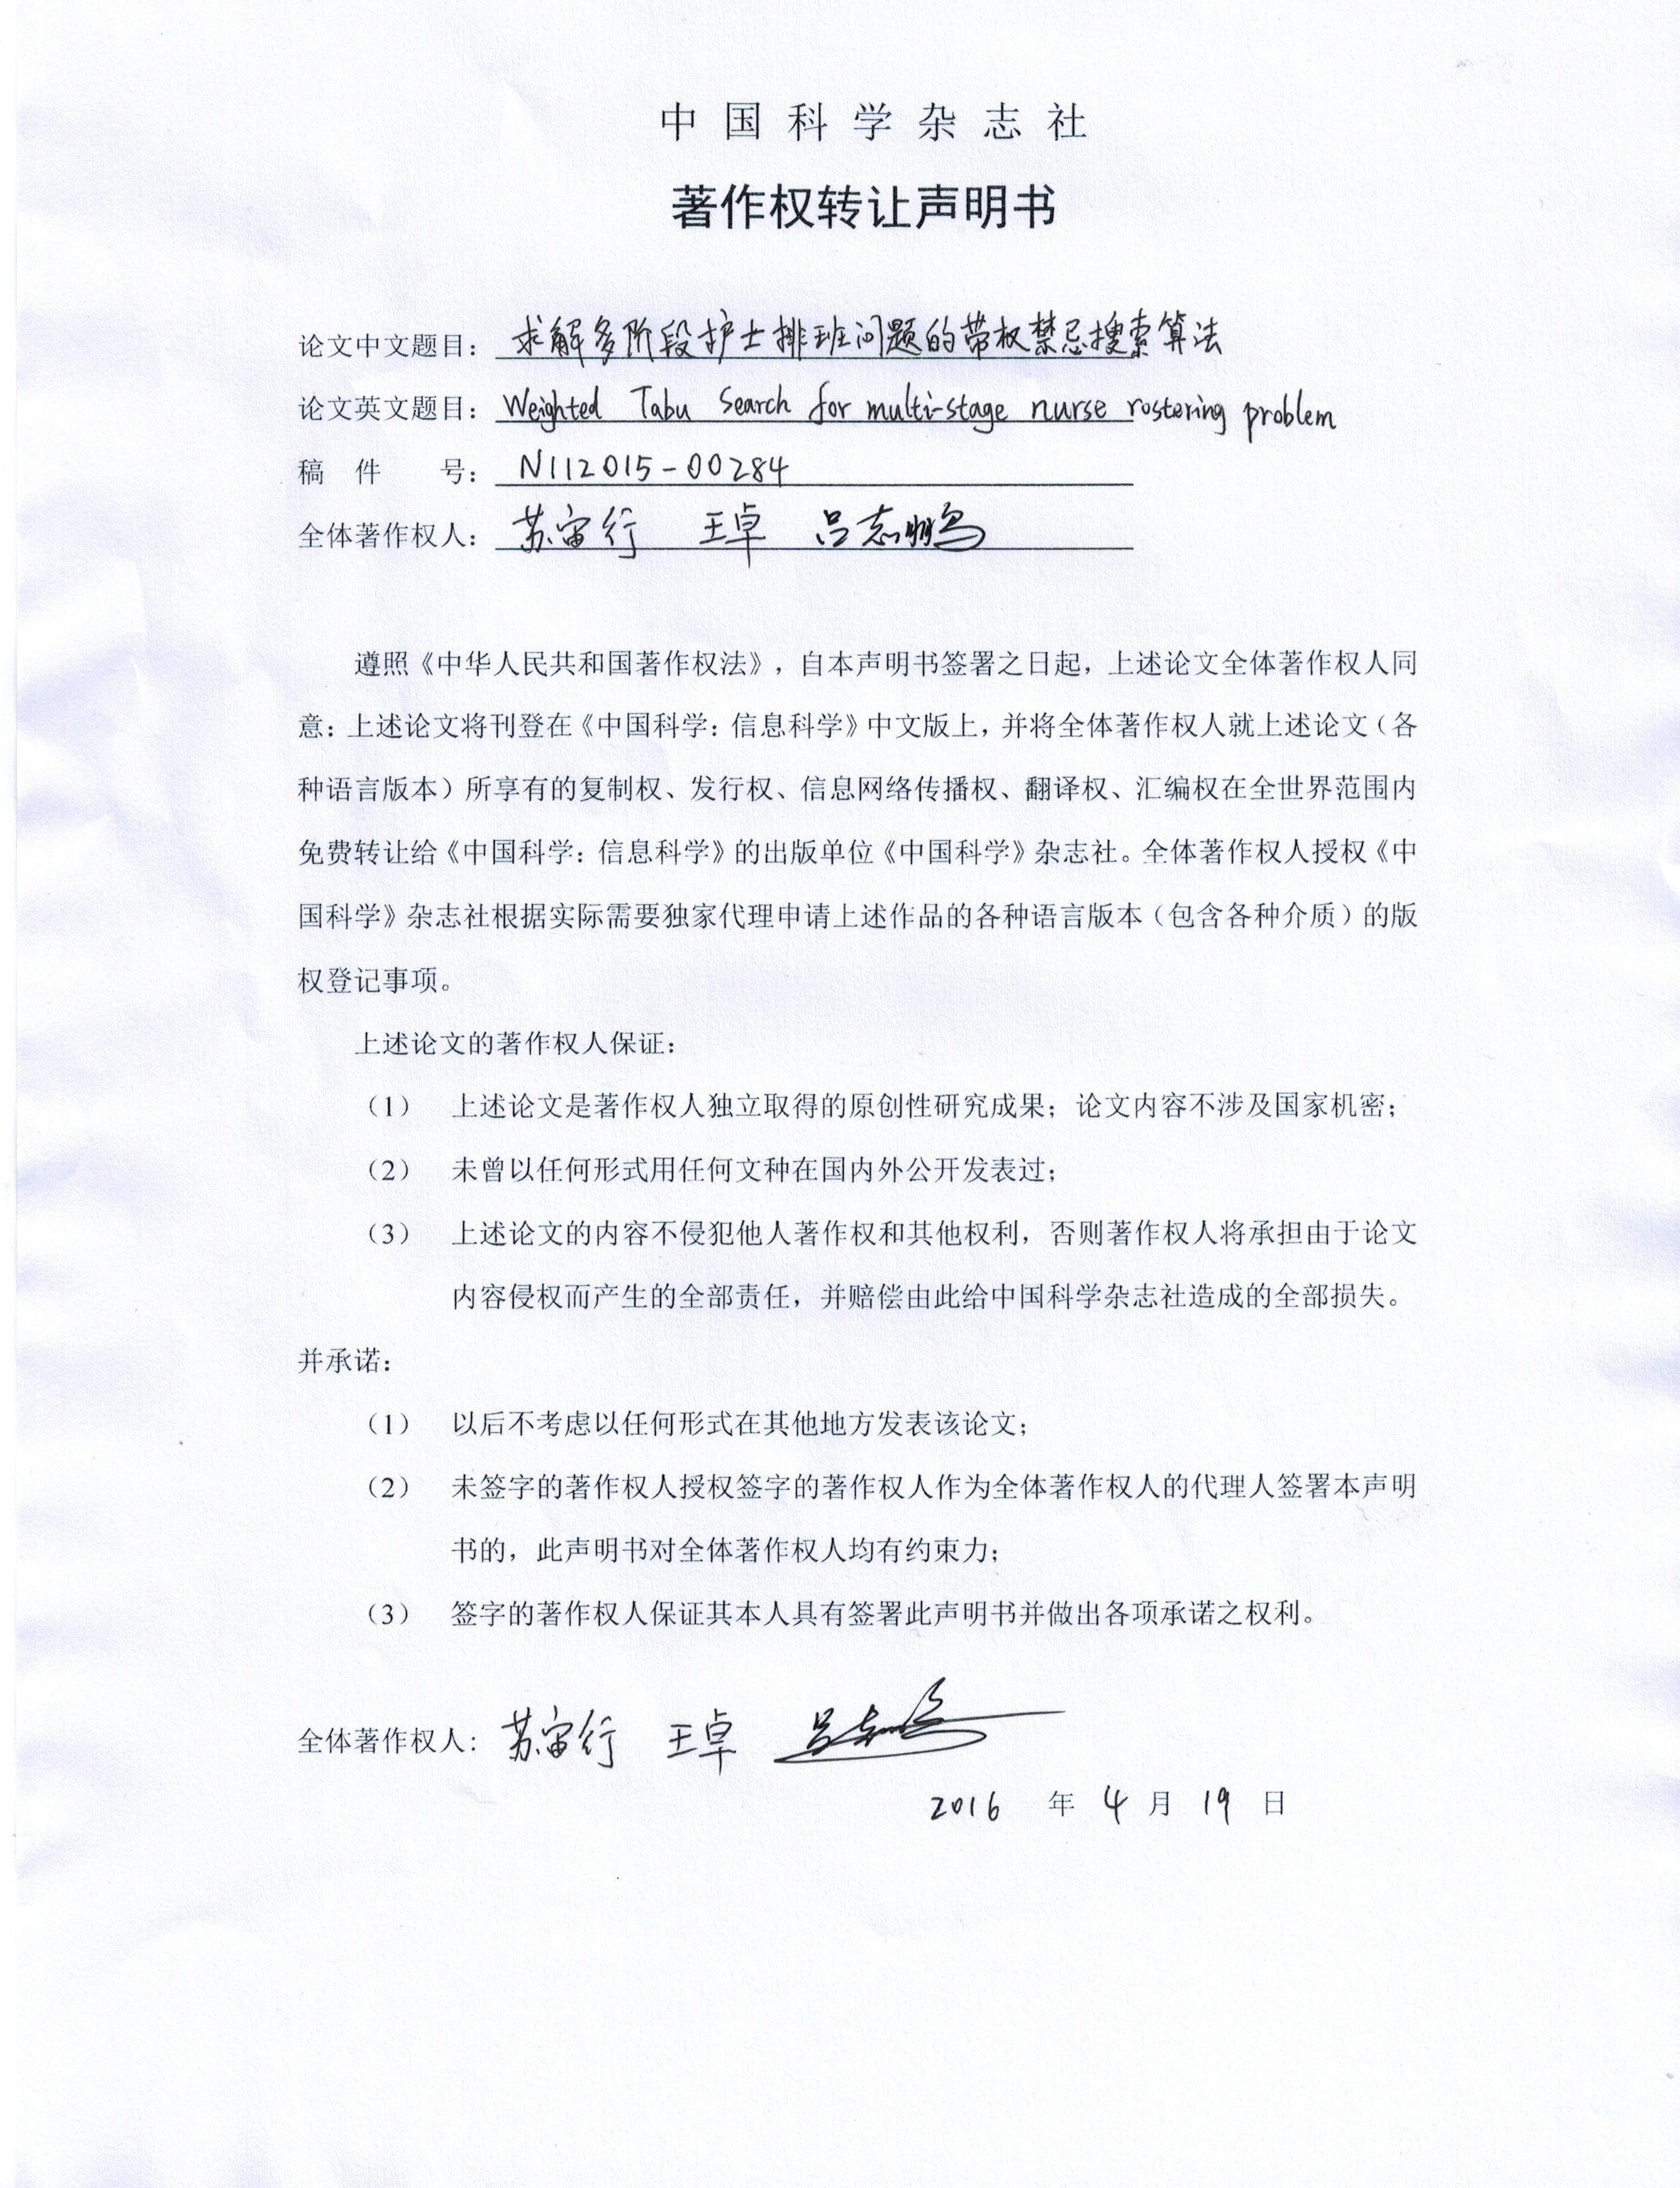 中国科学杂志社
著作权转让声明书
论文中文题目：求解多阶段护士排班问题的带权禁忌搜索算法
论文英文题目：Weighted Tabu Search for multi-stage nurse rostering problem
稿件号：N112015-00284
全体著作权人：苏宙行 王卓 吕志鹏
遵照《中华人民共和国著作权法》，自本声明书签署之日起，上述论文全体著作权人同
意：上述论文将刊登在《中国科学：信息科学》中文版上，并将全体著作权人就上述论文（各
种语言版本）所享有的复制权、发行权、信息网络传播权、翻译权、汇编权在全世界范围内
免费转让给《中国科学：信息科学》的出版单位《中国科学》杂志社。全体著作权人授权《中
国科学》杂志社根据实际需要独家代理申请上述作品的各种语言版本（包含各种介质）的版
权登记事项。
上述论文的著作权人保证：
（1） 上述论文是著作权人独立取得的原创性研究成果；论文内容不涉及国家机密；
（2） 未曾以任何形式用任何文种在国内外公开发表过；
（3） 上述论文的内容不侵犯他人著作权和其他权利，否则著作权人将承担由于论文
内容侵权而产生的全部责任，并赔偿由此给中国科学杂志社造成的全部损失。
并承诺：
（1） 以后不考虑以任何形式在其他地方发表该论文；
（2） 未签字的著作权人授权签字的著作权人作为全体著作权人的代理人签署本声明
书的，此声明书对全体著作权人均有约束力；
（3） 签字的著作权人保证其本人具有签署此声明书并做出各项承诺之权利。
全体著作权人：苏宙行 王卓 吕志鹏
2016 年 4 月 19 日